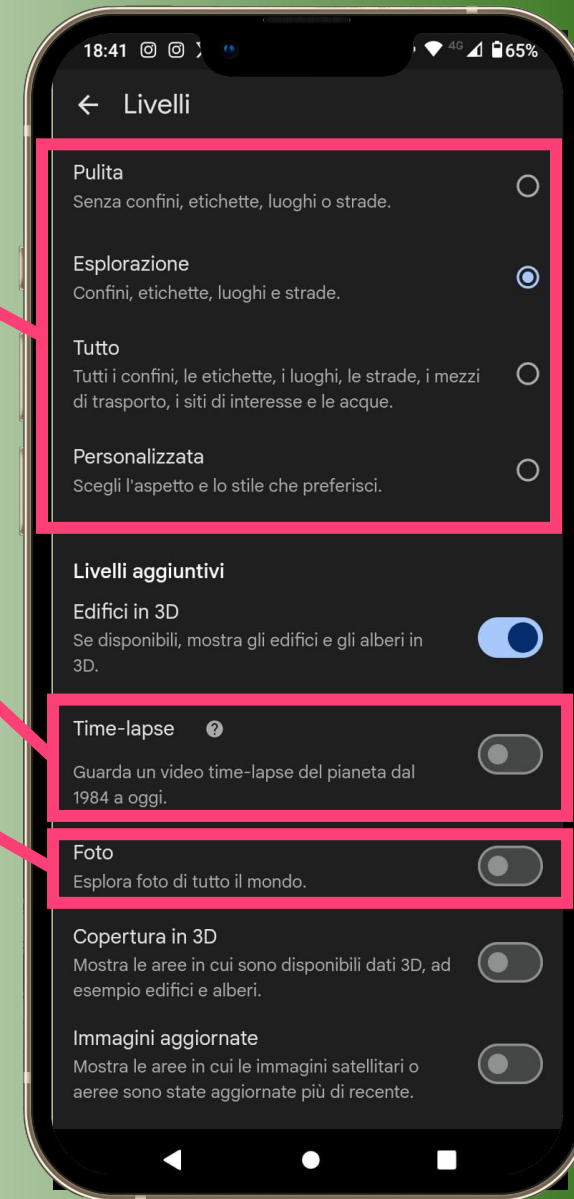 18:41 4G 65%
Livelli
Pulita
Senza confini, etichette, luoghi o strade.
Esplorazione
Confini, etichette, luoghi e strade.
Tutto
Tutti i confini, le etichette, i luoghi, le strade, i mezzi
di trasporto, i siti di interesse e le acque.
Personalizzata
Scegli l'aspetto e lo stile che preferisci.
Livelli aggiuntivi
Edifici in 3D
Se disponibili, mostra gli edifici e gli alberi in
3D.
Time-lapse ?
Guarda un video time-lapse del pianeta dal
1984 a oggi.
Foto
Esplora foto di tutto il mondo.
Copertura in 3D
Mostra le aree in cui sono disponibili dati 3D, ad
esempio edifici e alberi.
Immagini aggiornate
Mostra le aree in cui le immagini satellitari o
aeree sono state aggiornate più di recente.